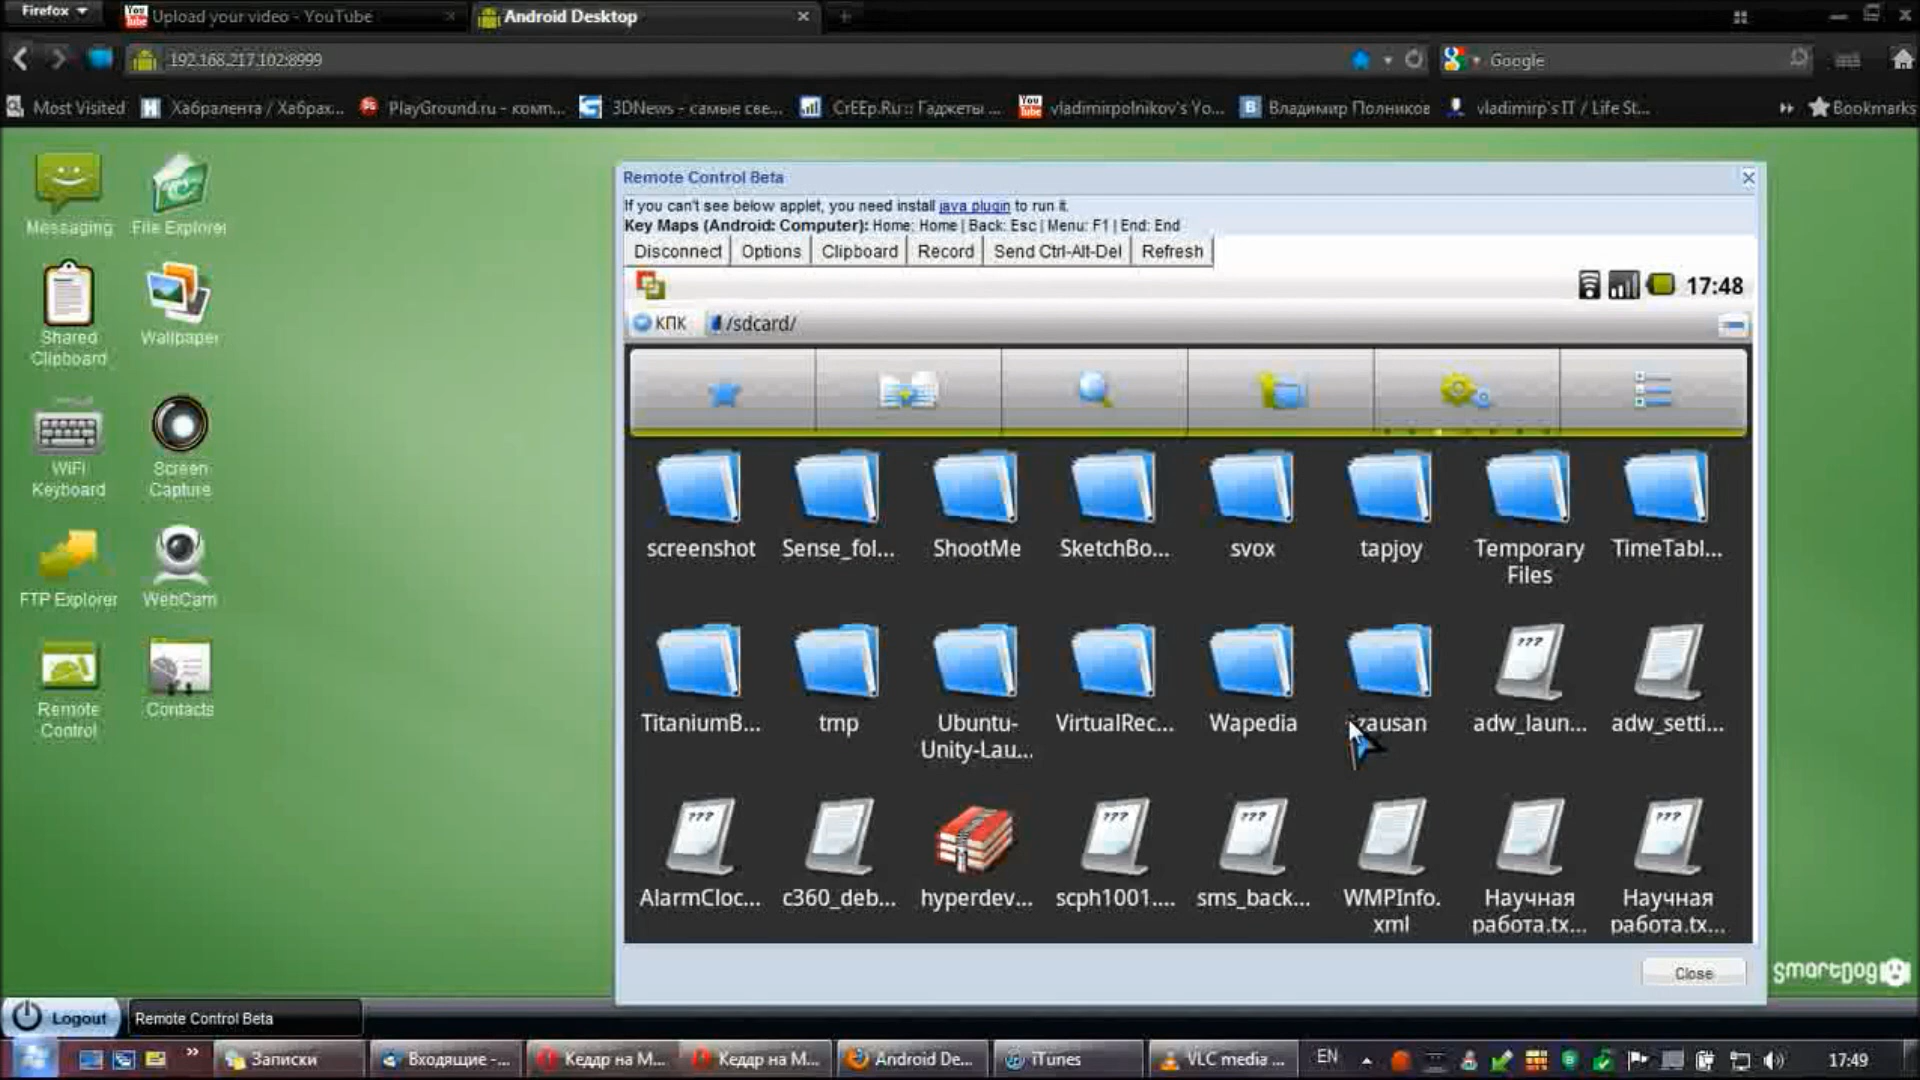 Firefox
Upload your video - YouTube
Android Desktop
192.168.217.102:8999
Google
Most Visited
Хабралента / Хабрах...
PlayGround.ru - комп...
3DNews - самые све...
CrEEp.Ru :: Гаджеты ...
vladimirpolnikov's Yo...
Владимир Полников
vladimirp's IT / Life St...
Bookmarks
Messaging
File Explorer
Shared
Clipboard
Wallpaper
WiFi
Keyboard
Screen
Capture
FTP Explorer
WebCam
Remote
Control
Contacts
Remote Control Beta
If you can't see below applet, you need install java plugin to run it.
Key Maps (Android: Computer): Home: Home | Back: Esc | Menu: F1 | End: End
Disconnect
Options
Clipboard
Record
Send Ctrl-Alt-Del
Refresh
17:48
КПК
/sdcard/
screenshot
Sense_fol...
ShootMe
SketchBo...
svox
tapjoy
Temporary
Files
TimeTabl...
TitaniumB...
tmp
Ubuntu-
Unity-Lau...
VirtualRec...
Wapedia
adw_laun...
adw_setti...
AlarmCloc...
c360_deb...
hyperdev...
scph1001....
sms_back...
WMPInfo.
xml
Научная
работа.tx...
Научная
работа.tx...
Close
smartDog
Logout
Remote Control Beta
Записки
Входящие -...
Кеддр на M...
Кеддр на M...
Android De...
iTunes
VLC media ...
EN
17:49